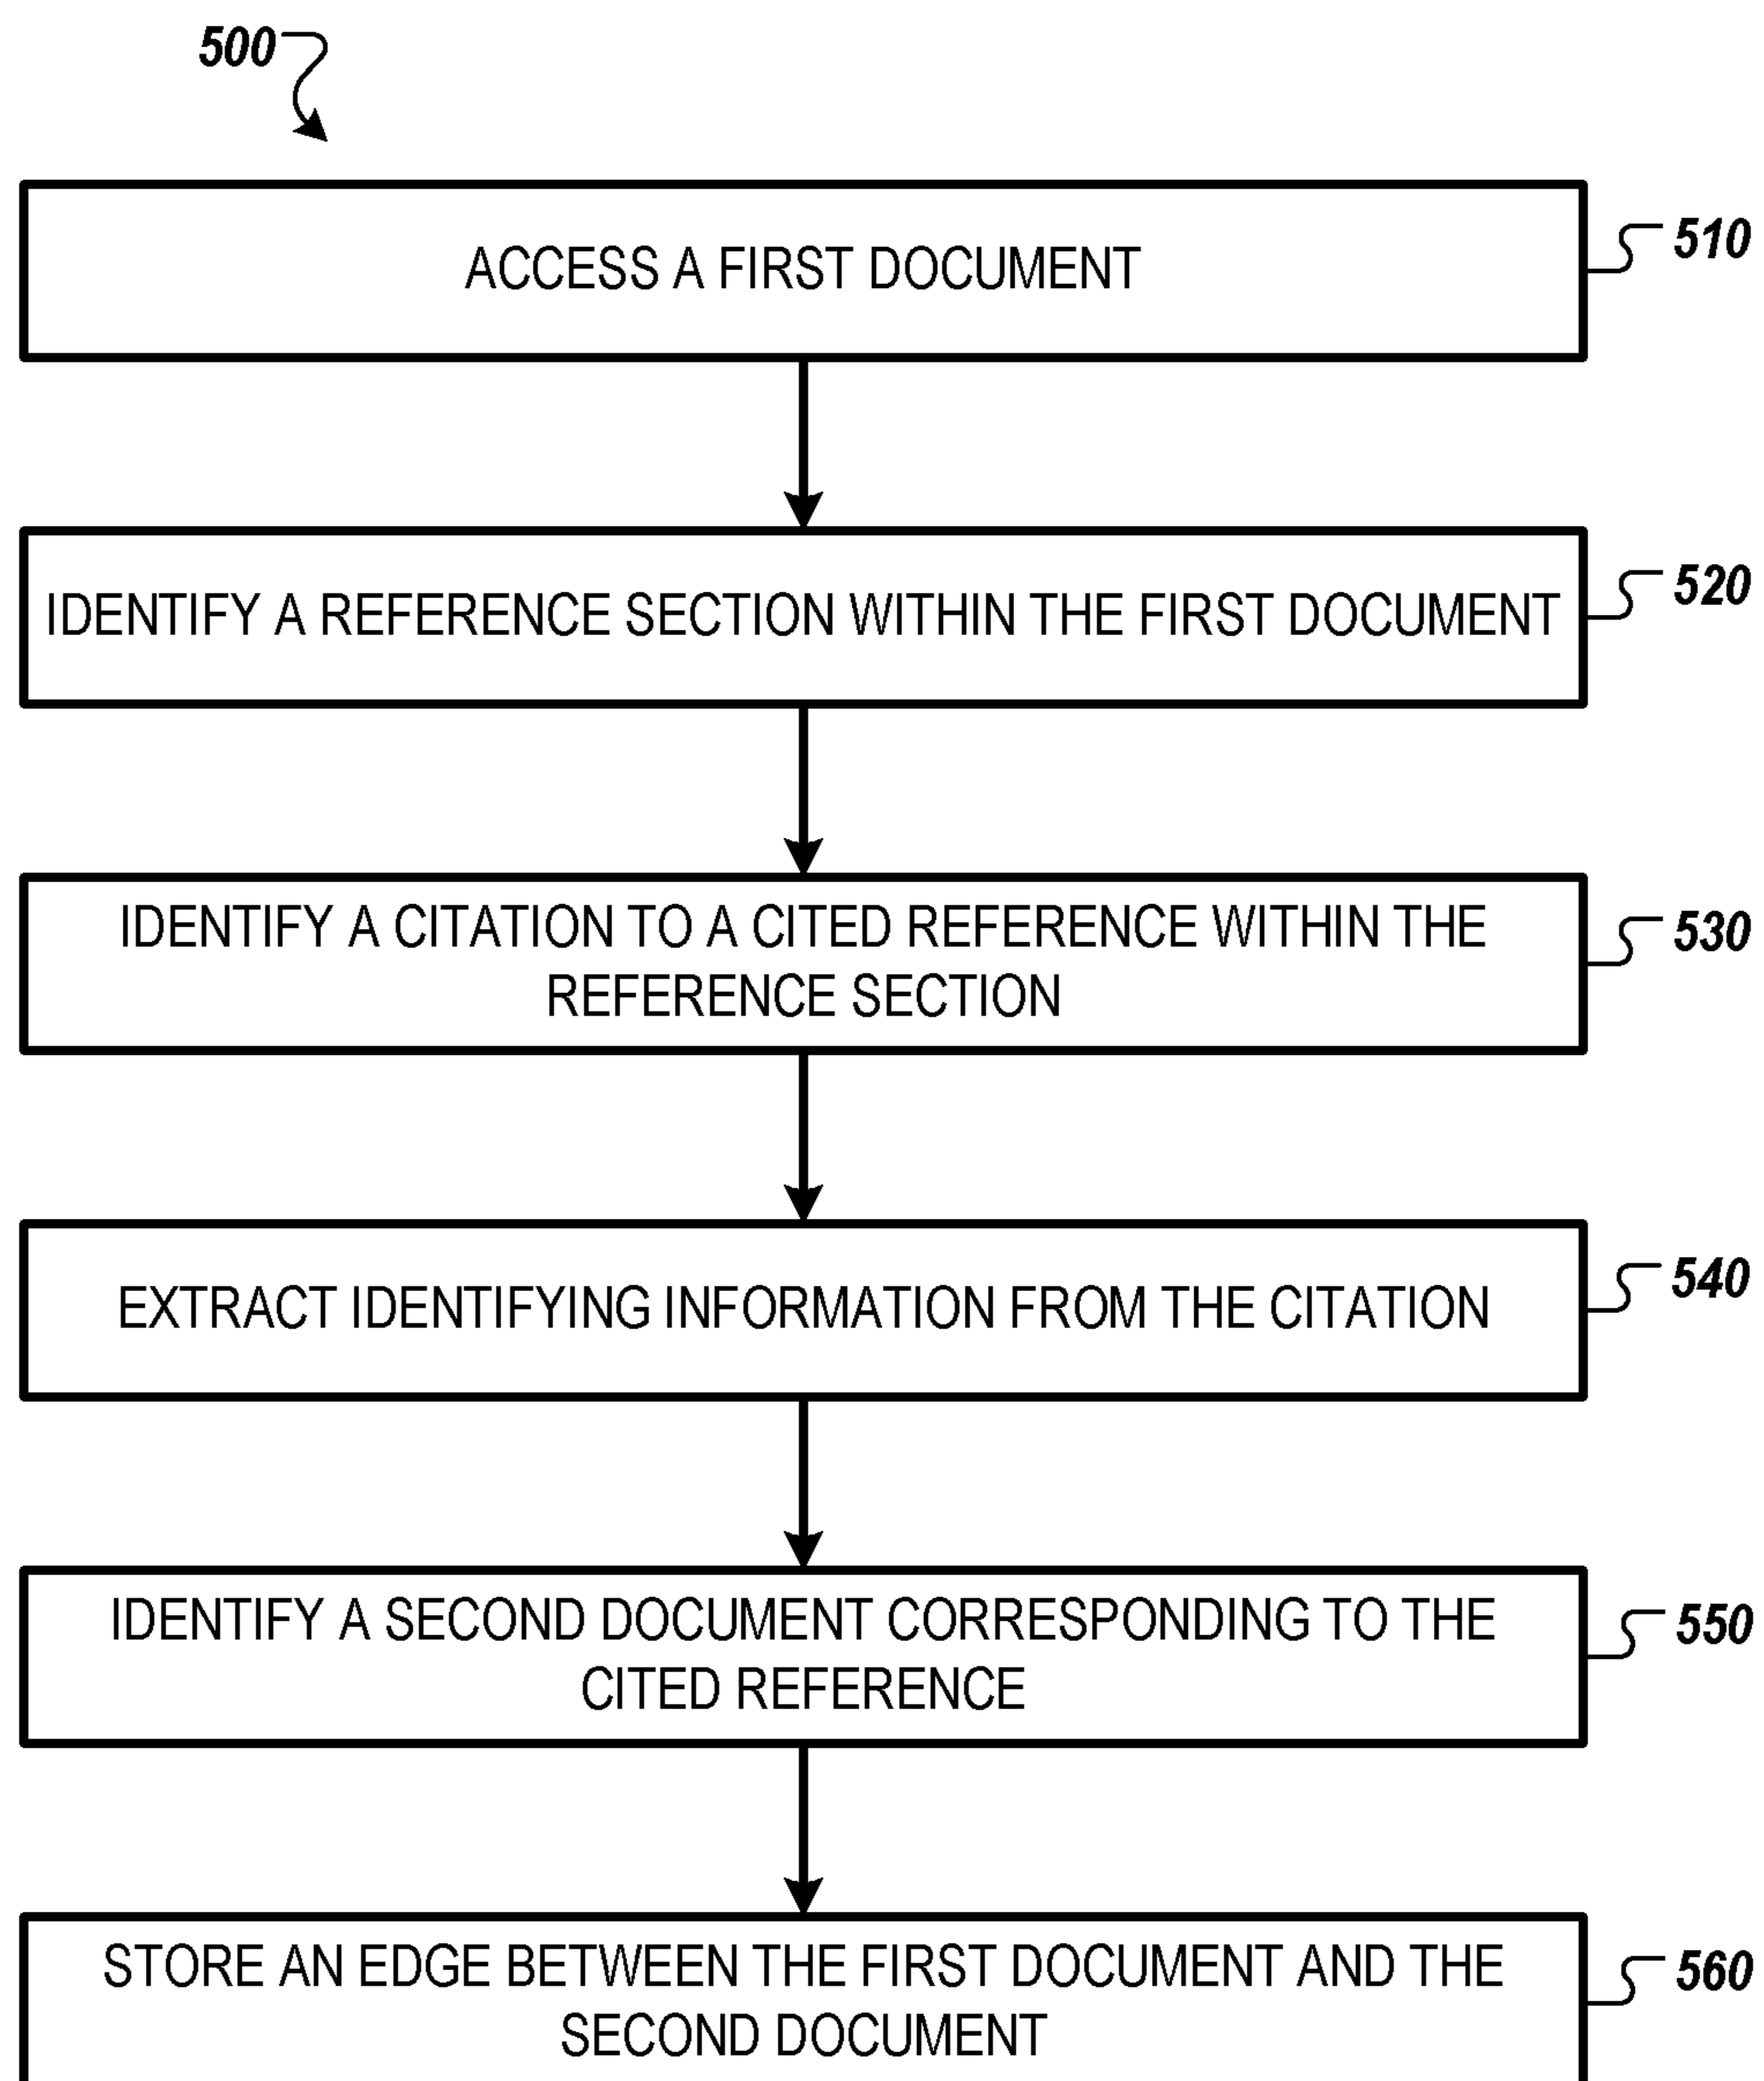 500
ACCESS A FIRST DOCUMENT
510
IDENTIFY A REFERENCE SECTION WITHIN THE FIRST DOCUMENT
520
IDENTIFY A CITATION TO A CITED REFERENCE WITHIN THE
REFERENCE SECTION
530
EXTRACT IDENTIFYING INFORMATION FROM THE CITATION
540
IDENTIFY A SECOND DOCUMENT CORRESPONDING TO THE
CITED REFERENCE
550
STORE AN EDGE BETWEEN THE FIRST DOCUMENT AND THE
SECOND DOCUMENT
560